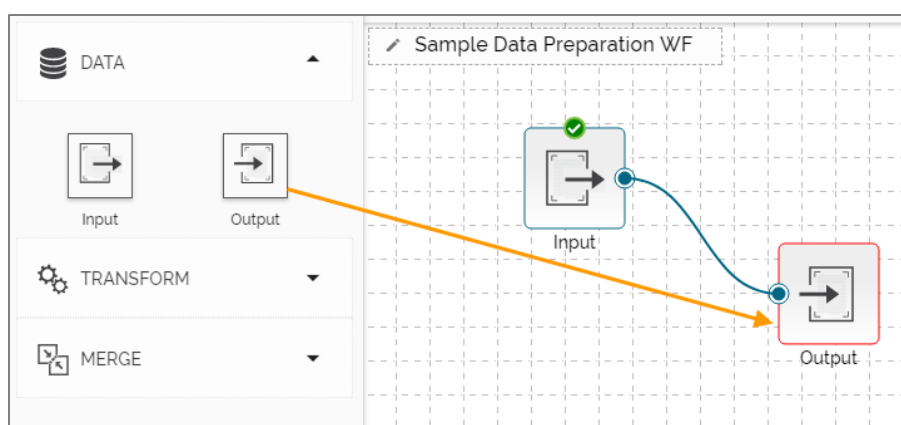 DATA
Input
Output
TRANSFORM
MERGE
Sample Data Preparation WF
Input
Output